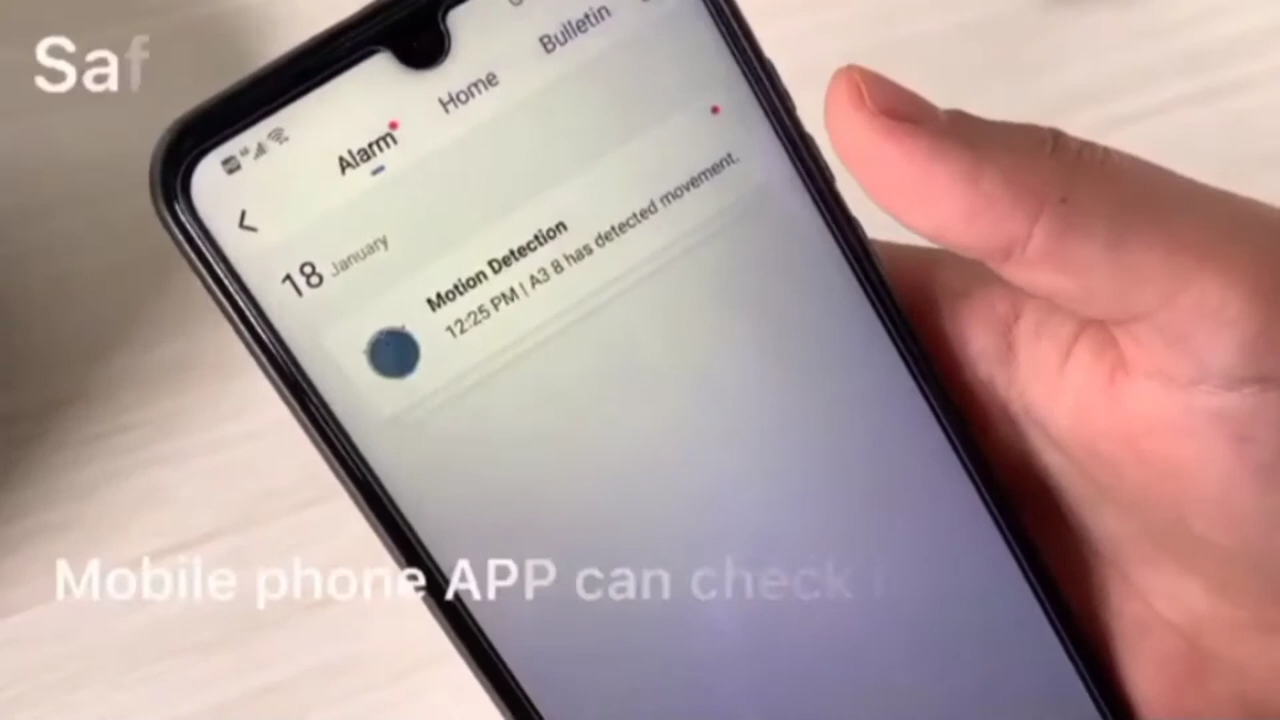 Saf
Alarm Home Bulletin
18 January
Motion Detection
12:25 PM | A3 8 has detected movement.
Mobile phone APP can check